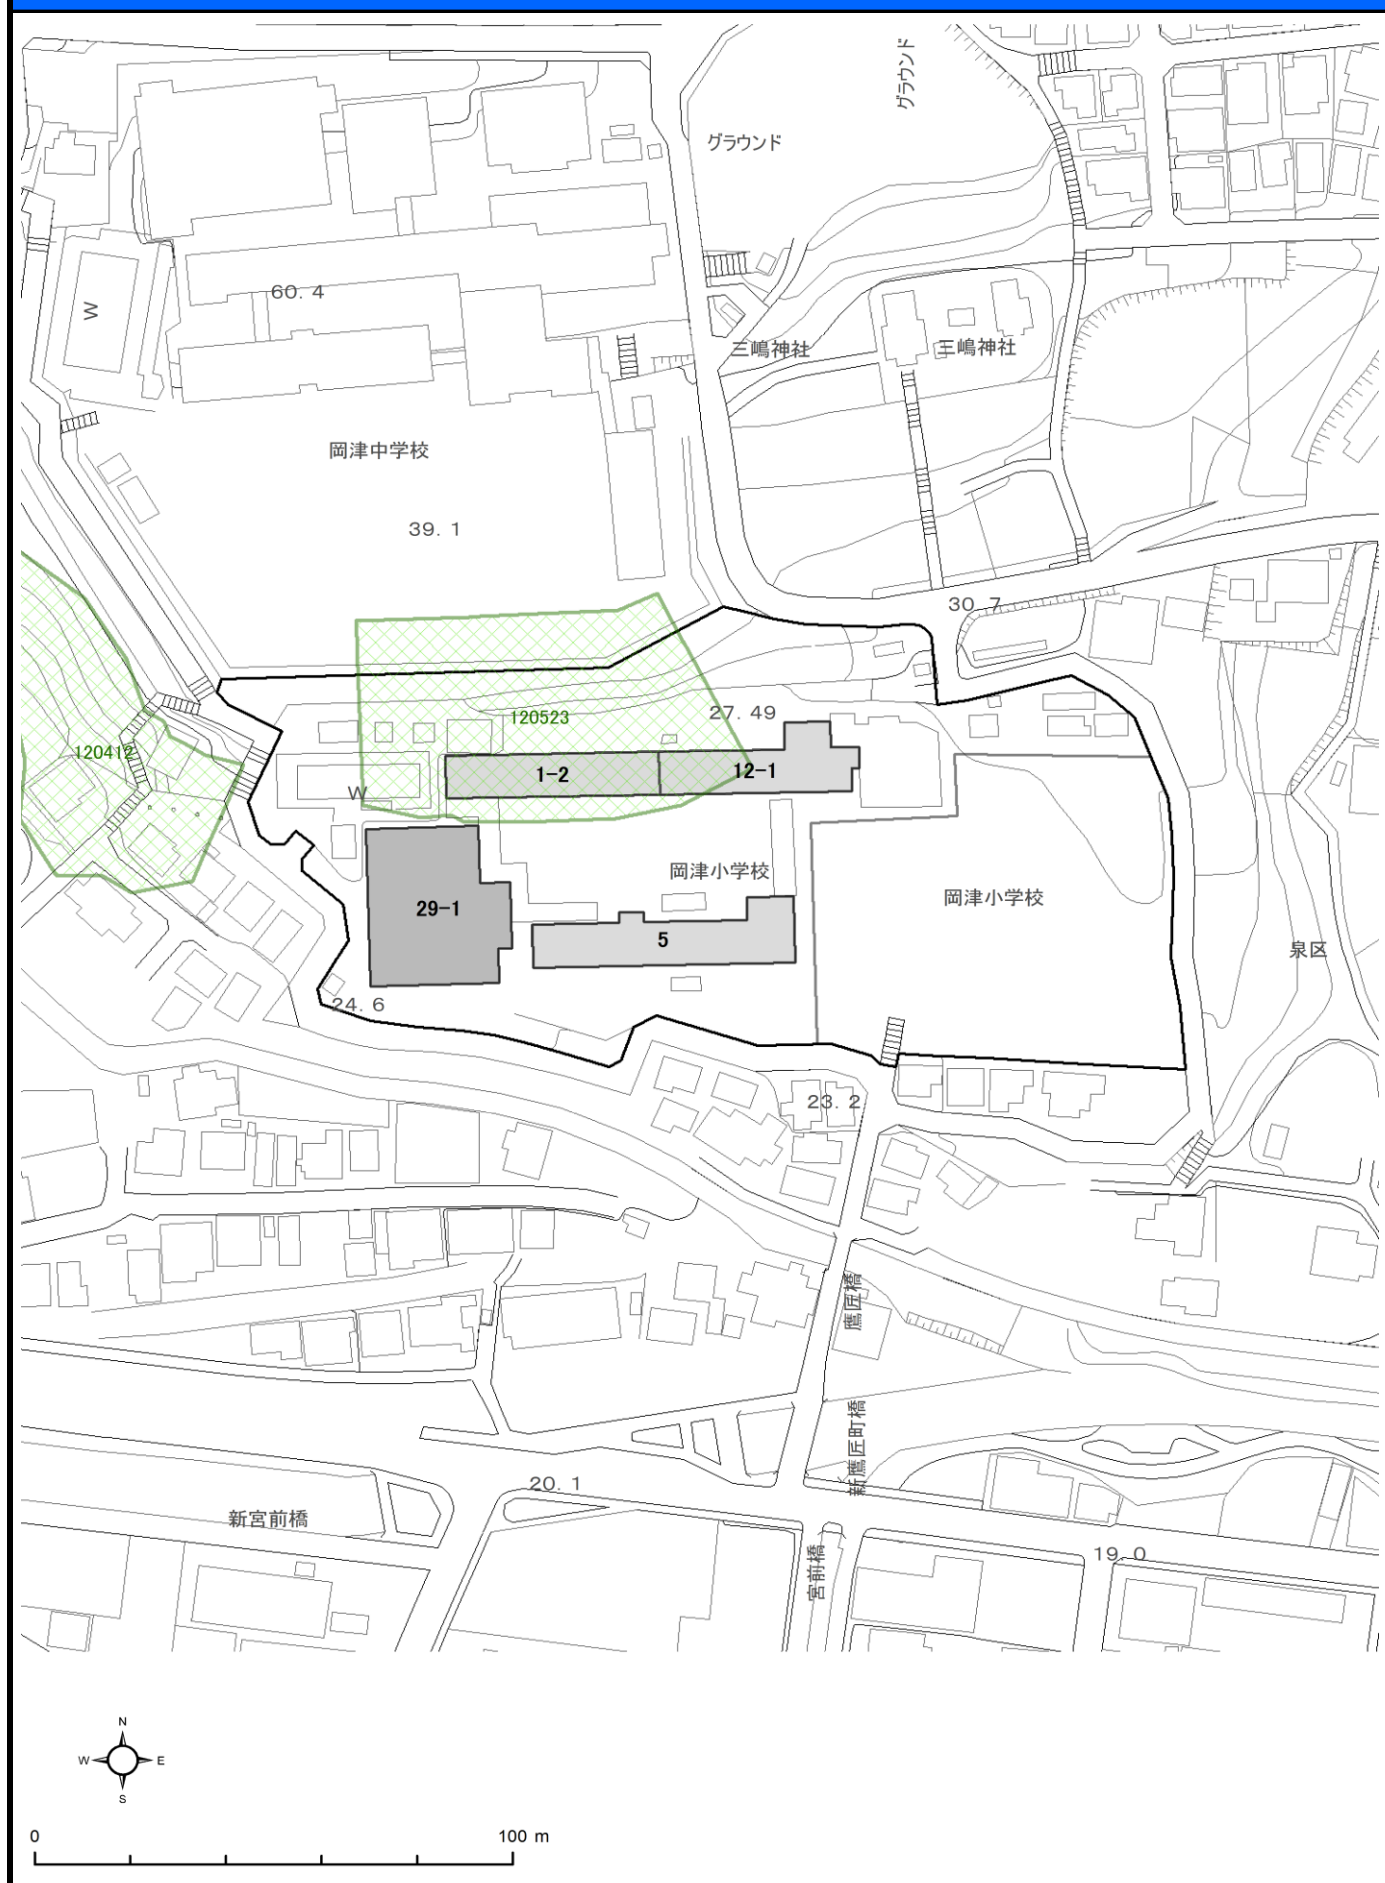 グラウンド
グラウンド
60.4
W
三嶋神社
三嶋神社
岡津中学校
39.1
30.7
120523
27.49
120412
1-2
12-1
W
岡津小学校
岡津小学校
29-1
5
泉区
24.6
23.2
鷹匠橋
新鷹匠町橋
20.1
新宮前橋
宮前橋
19.0
N
W
E
S
0
100 m